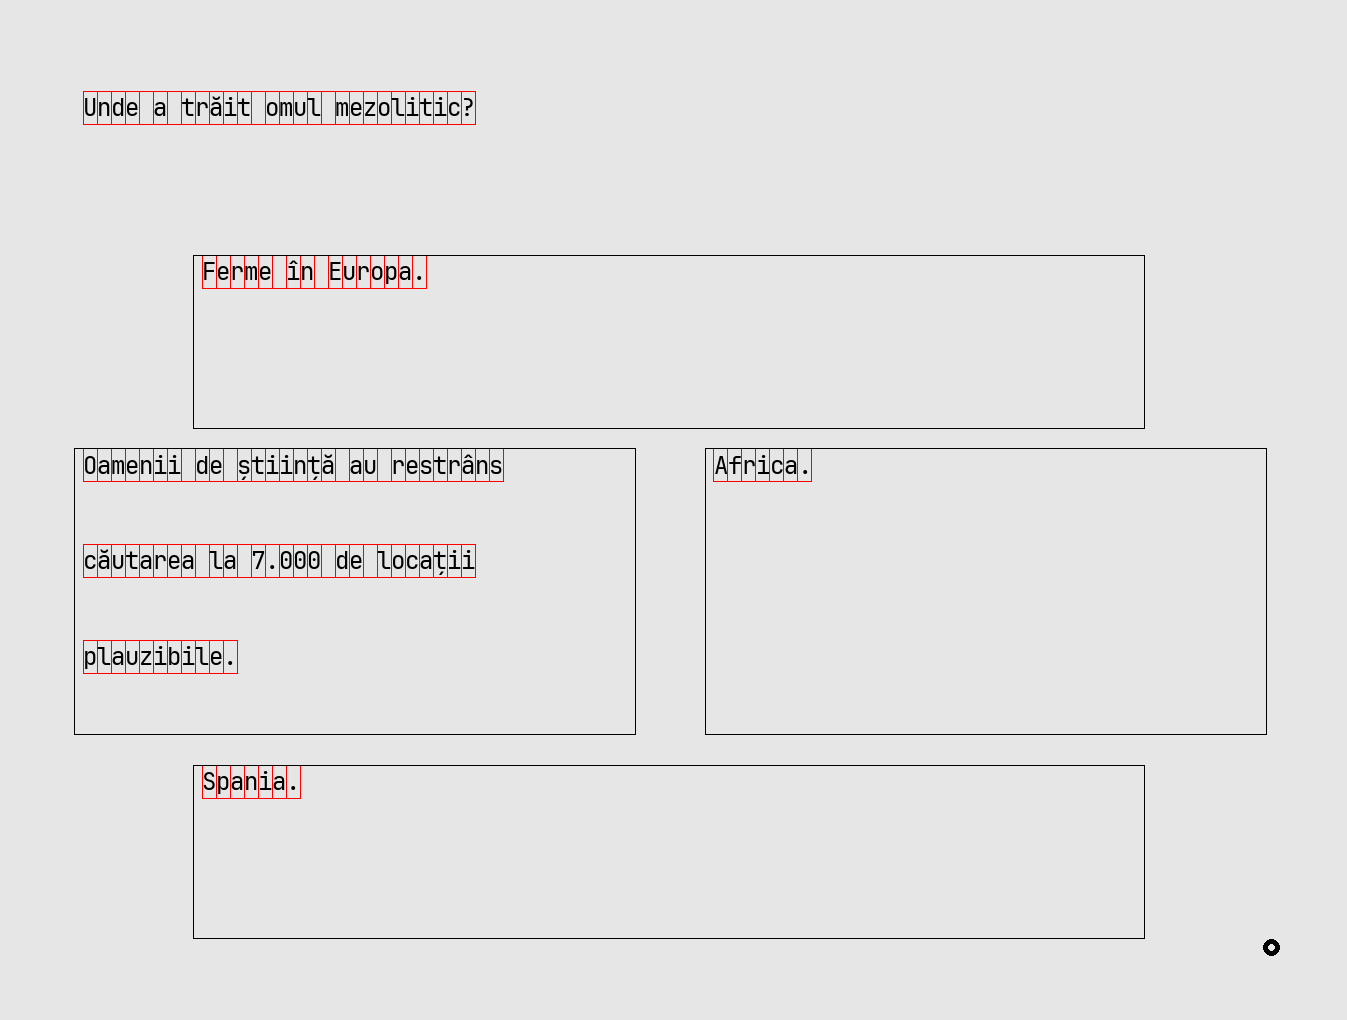 Unde a trăit omul mezolitic?
Ferme în Europa.
Oamenii de știință au restrâns
căutarea la 7.000 de locații
plauzibile.
Africa.
Spania.